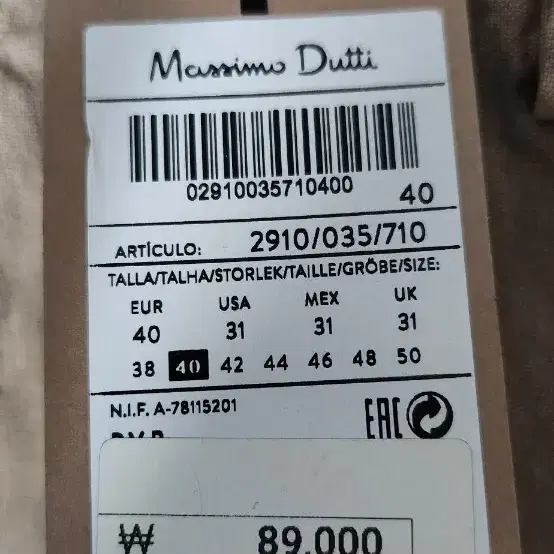 Massimo Dutti
02910035710400 40
ARTÍCULO: 2910/035/710
TALLA/TALHA/STORLEK/TAILLE/GRÖBE/SIZE:
EUR USA MEX UK
40 31 31 31
38 40 42 44 46 48 50
N.I.F. A-78115201
EAC
₩ 89,000